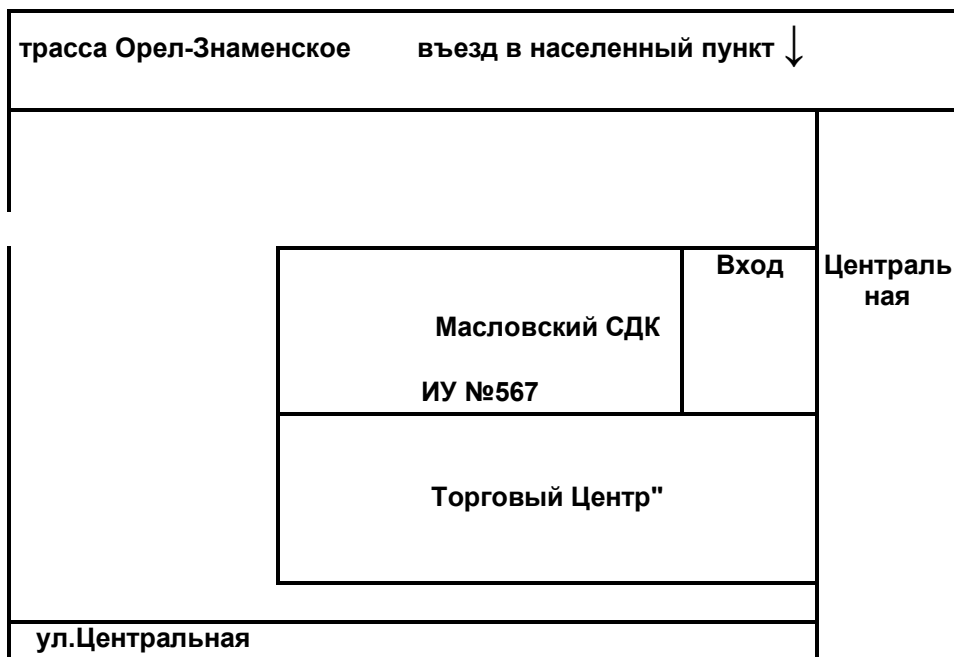 трасса Орел-Знаменское въезд в населенный пункт ↓
Вход
Централь
ная
Масловский СДК
ИУ №567
Торговый Центр"
ул.Центральная